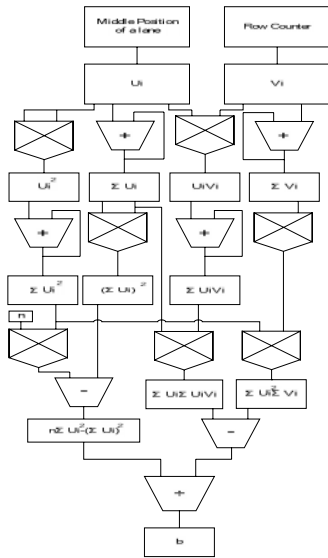 Middle Position
of a lane
Row Counter
Ui
Vi
+
+
Ui²
Σ Ui
UiVi
Σ Vi
+
+
Σ Ui²
(Σ Ui)²
Σ UiVi
n
-
Σ UiΣ UiVi
Σ Ui²Σ Vi
nΣ Ui²-(Σ Ui)²
-
÷
b